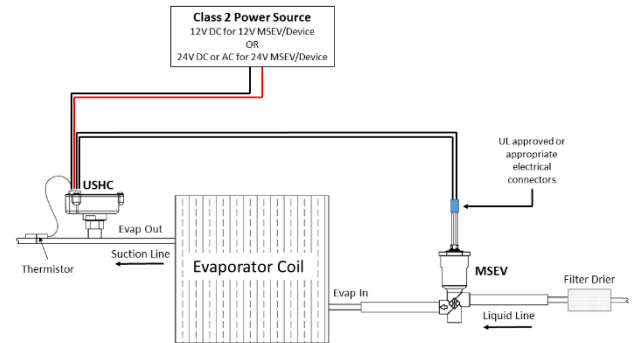 Class 2 Power Source
12V DC for 12V MSEV/Device
OR
24V DC or AC for 24V MSEV/Device
UL approved or
appropriate
electrical
connectors
USHC
Evap Out
Suction Line
Thermistor
Evaporator Coil
MSEV
Filter Drier
Evap In
Liquid Line